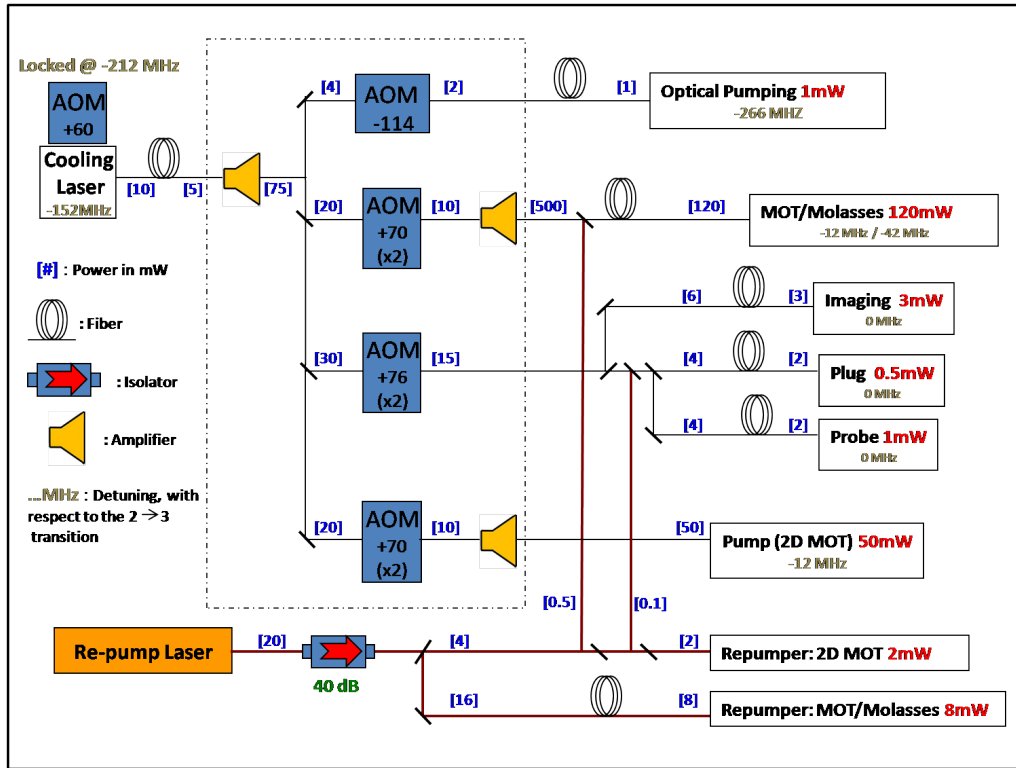 Locked @ -212 MHz
AOM
+60
Cooling
Laser
-152MHz
[10]
[5]
[75]
[4]
AOM
-114
[2]
[1]
Optical Pumping 1mW
-266 MHZ
[20]
AOM
+70
(x2)
[10]
[500]
[120]
MOT/Molasses 120mW
-12 MHz / -42 MHz
[#] : Power in mW
: Fiber
: Isolator
: Amplifier
...MHz : Detuning, with
respect to the 2 → 3
transition
[30]
AOM
+76
(x2)
[15]
[6]
[3]
Imaging 3mW
0 MHz
[4]
[2]
Plug 0.5mW
0 MHz
[4]
[2]
Probe 1mW
0 MHz
[20]
AOM
+70
(x2)
[10]
[50]
Pump (2D MOT) 50mW
-12 MHz
[0.5]
[0.1]
Re-pump Laser
[20]
40 dB
[4]
[2]
Repumper: 2D MOT 2mW
[16]
[8]
Repumper: MOT/Molasses 8mW